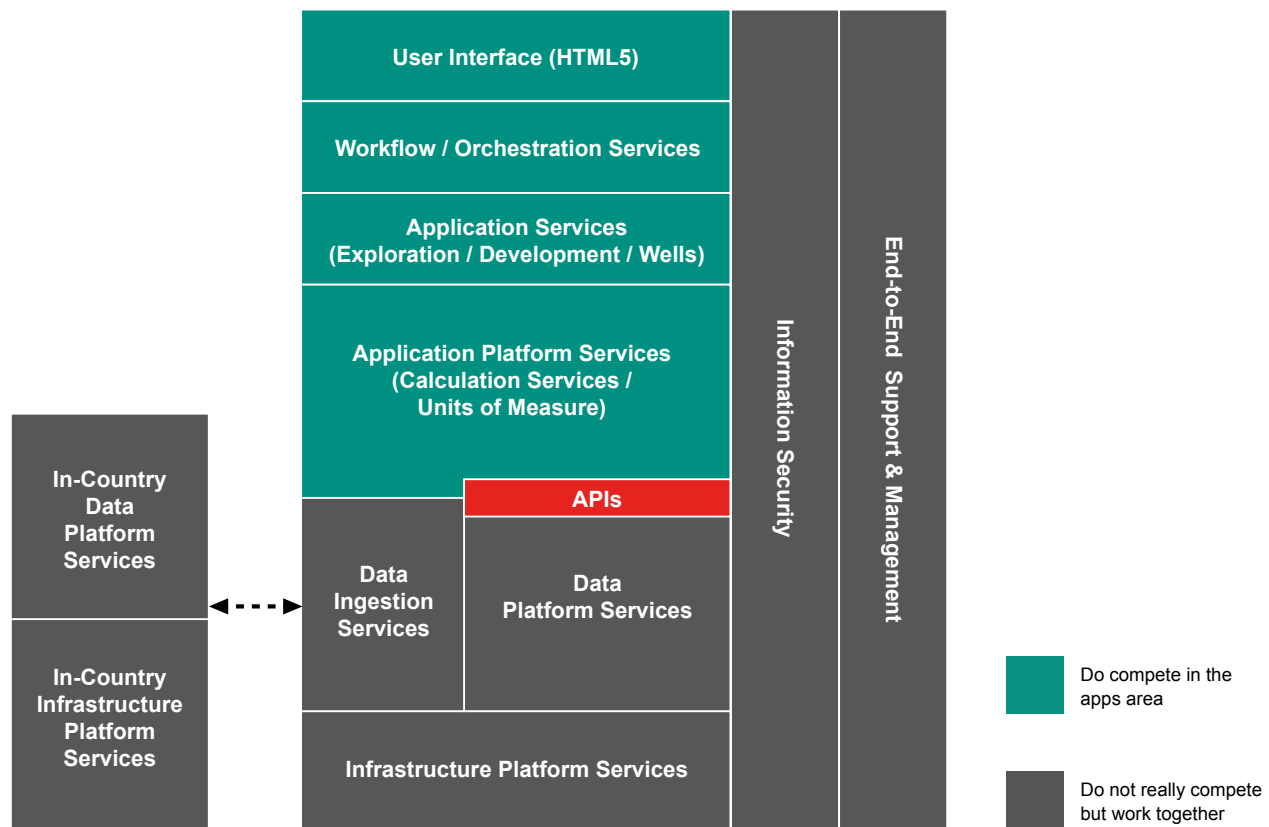 User Interface (HTML5)
Workflow / Orchestration Services
Application Services
(Exploration / Development / Wells)
Application Platform Services
(Calculation Services /
Units of Measure)
APIs
Data
Ingestion
Services
Data
Platform Services
Infrastructure Platform Services
Information Security
End-to-End Support & Management
In-Country
Data
Platform
Services
In-Country
Infrastructure
Platform
Services
Do compete in the
apps area
Do not really compete
but work together